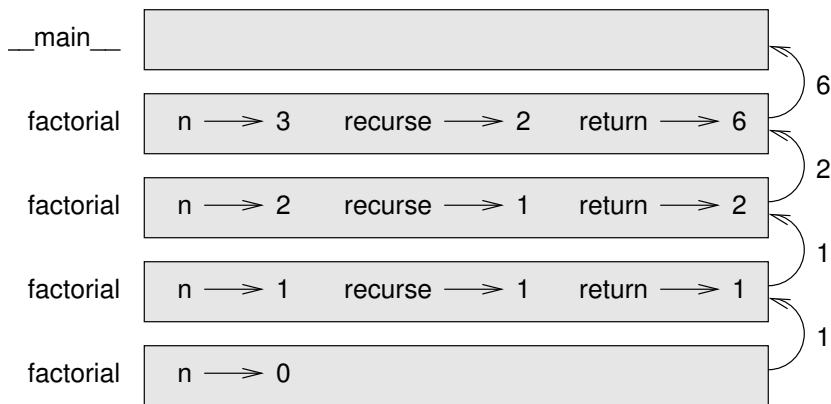 __main__
6
factorial n 3 recurse 2 return 6
2
factorial n 2 recurse 1 return 2
1
factorial n 1 recurse 1 return 1
1
factorial n 0